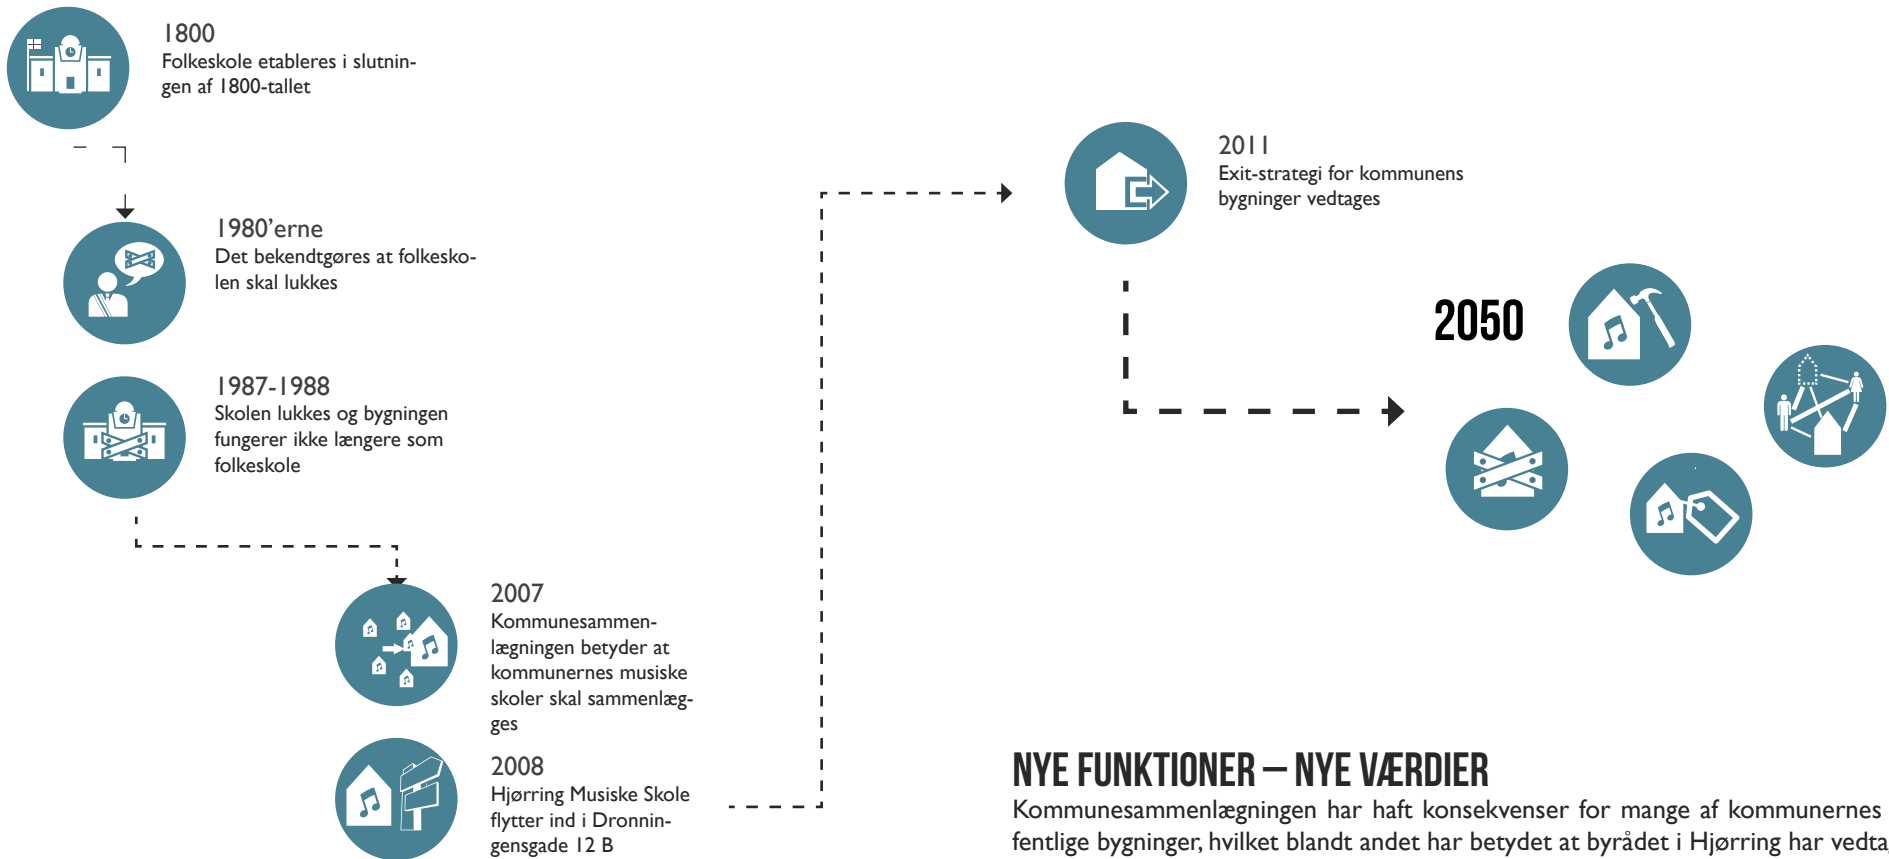 1800
Folkeskole etableres i slutnin-
gen af 1800-tallet
1980’erne
Det bekendtgøres at folkesko-
len skal lukkes
1987-1988
Skolen lukkes og bygningen
fungerer ikke længere som
folkeskole
2007
Kommunesammen-
lægningen betyder at
kommunernes musiske
skoler skal sammenlæg-
ges
2008
Hjørring Musiske Skole
flytter ind i Dronnin-
gensgade 12 B
2011
Exit-strategi for kommunens
bygninger vedtages
2050
NYE FUNKTIONER – NYE VÆRDIER
Kommunesammenlægningen har haft konsekvenser for mange af kommunernes
fentlige bygninger, hvilket blandt andet har betydet at byrådet i Hjørring har vedta